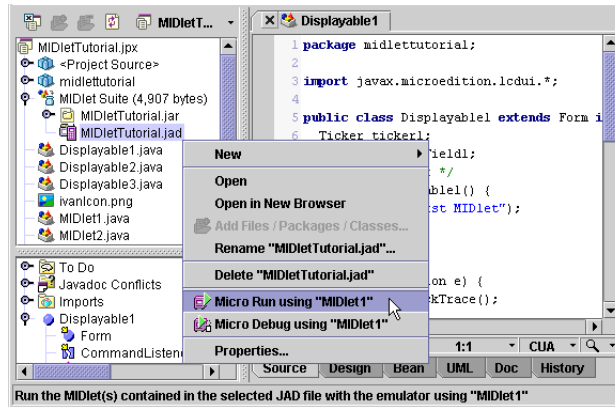 MIDletT...
Displayable1
MIDletTutorial.jpx
<Project Source>
midlettutorial
MIDlet Suite (4,907 bytes)
MIDletTutorial.jar
MIDletTutorial.jad
Displayable1.java
Displayable2.java
Displayable3.java
ivanIcon.png
MIDlet1.java
MIDlet2.java
1 package midlettutorial;
2
3 import javax.microedition.lcdui.*;
4
5 public class Displayable1 extends Form i
6 Ticker ticker1;
ield1;
*/
able1() {
st MIDlet");
on e) {
ckTrace();
New
Open
Open in New Browser
Add Files / Packages / Classes...
Rename "MIDletTutorial.jad"...
Delete "MIDletTutorial.jad"
Micro Run using "MIDlet1"
Micro Debug using "MIDlet1"
Properties...
To Do
Javadoc Conflicts
Imports
Displayable1
Form
CommandListene
1:1
CUA
Source Design Bean UML Doc History
Run the MIDlet(s) contained in the selected JAD file with the emulator using "MIDlet1"